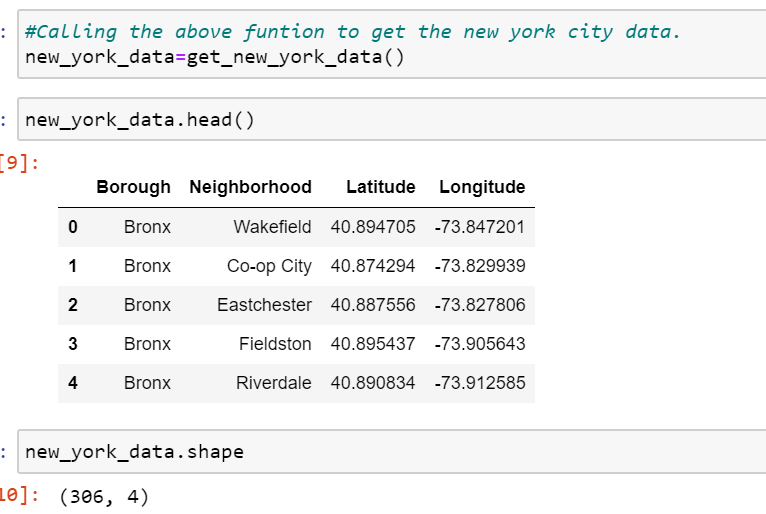 : #Calling the above funtion to get the new york city data.
new_york_data=get_new_york_data()
: new_york_data.head()
[9]:
Borough Neighborhood Latitude Longitude
0 Bronx Wakefield 40.894705 -73.847201
1 Bronx Co-op City 40.874294 -73.829939
2 Bronx Eastchester 40.887556 -73.827806
3 Bronx Fieldston 40.895437 -73.905643
4 Bronx Riverdale 40.890834 -73.912585
: new_york_data.shape
10]: (306, 4)